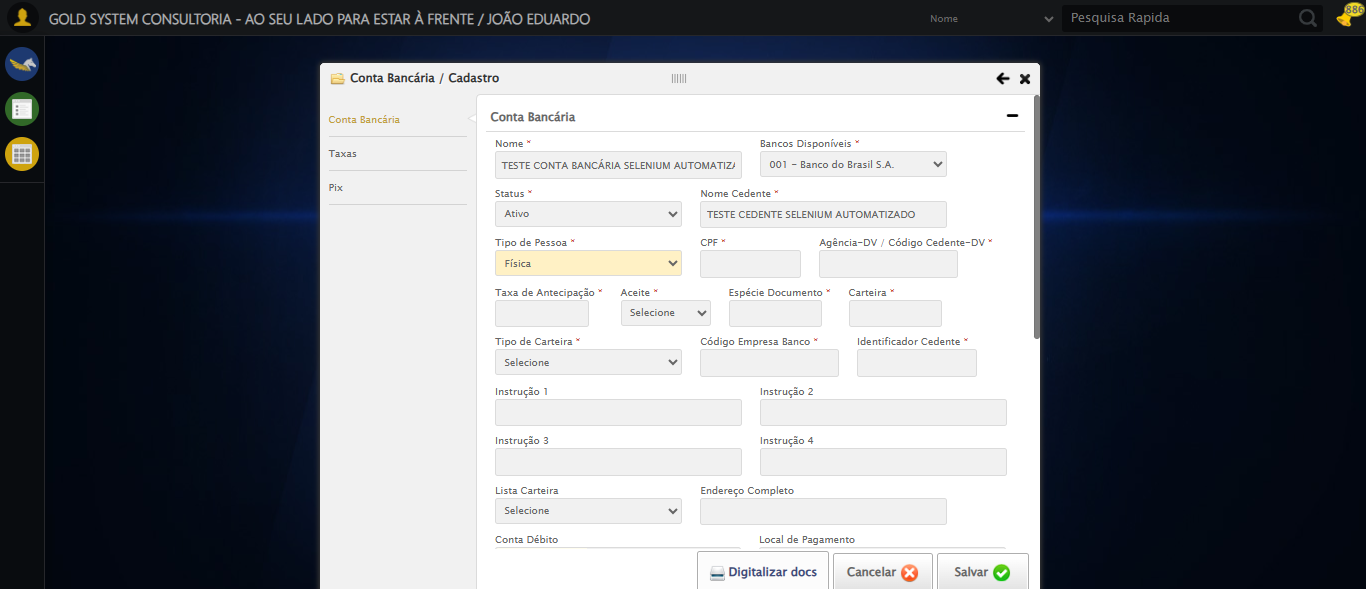 GOLD SYSTEM CONSULTORIA - AO SEU LADO PARA ESTAR À FRENTE / JOÃO EDUARDO
Nome
Pesquisa Rapida
886
Conta Bancária / Cadastro
Conta Bancária
Taxas
Pix
Conta Bancária
Nome * Bancos Disponíveis *
TESTE CONTA BANCÁRIA SELENIUM AUTOMATIZA 001 - Banco do Brasil S.A.
Status * Nome Cedente *
Ativo TESTE CEDENTE SELENIUM AUTOMATIZADO
Tipo de Pessoa * CPF * Agência-DV / Código Cedente-DV *
Física
Taxa de Antecipação * Aceite * Espécie Documento * Carteira *
Selecione
Tipo de Carteira * Código Empresa Banco * Identificador Cedente *
Selecione
Instrução 1 Instrução 2
Instrução 3 Instrução 4
Lista Carteira Endereço Completo
Selecione
Conta Débito Local de Pagamento
Digitalizar docs Cancelar Salvar